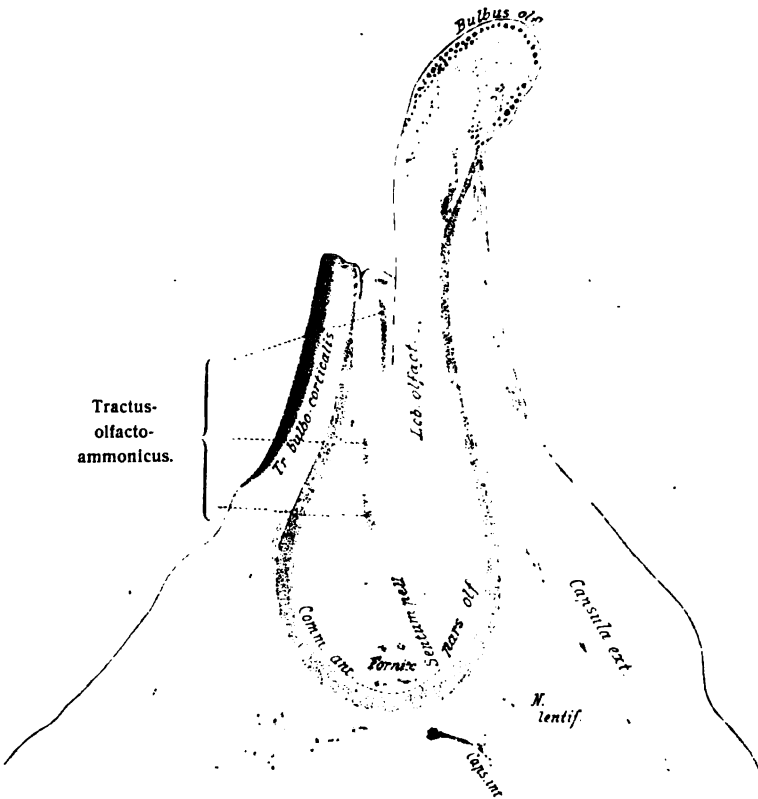 Bulbus olf
Tr bulbo corticalis
Lob olfact...
Tractus-
olfacto-
ammonicus.
Comm ant
Fornix
Septum pell
pars olf
Capsula ext.
N.
lentif.
Caps. int